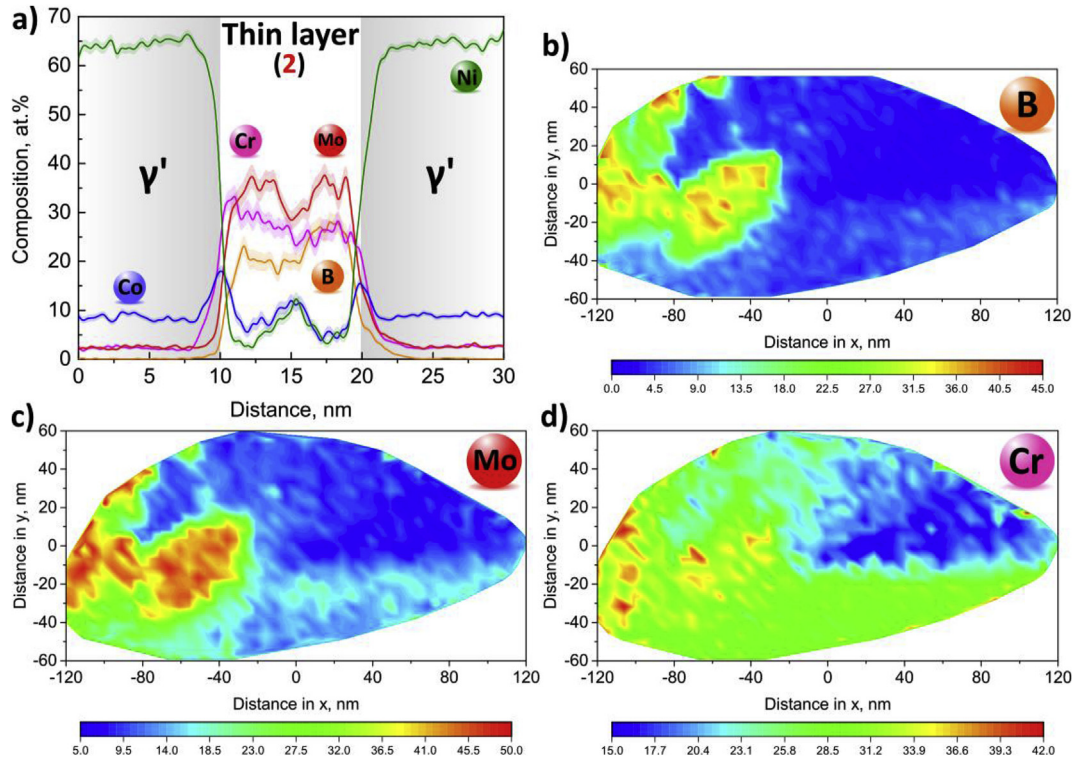 a)
70
60
50
40
30
20
10
0
Composition, at.%
Thin layer
(2)
Ni
Cr
Mo
γ'
γ'
Co
B
0 5 10 15 20 25 30
Distance, nm
b)
B
60
40
20
0
-20
-40
-60
Distance in y, nm
-120 -80 -40 0 40 80 120
Distance in x, nm
0.0 4.5 9.0 13.5 18.0 22.5 27.0 31.5 36.0 40.5 45.0
c)
Mo
60
40
20
0
-20
-40
-60
Distance in y, nm
-120 -80 -40 0 40 80 120
Distance in x, nm
5.0 9.5 14.0 18.5 23.0 27.5 32.0 36.5 41.0 45.5 50.0
d)
Cr
60
40
20
0
-20
-40
-60
Distance in y, nm
-120 -80 -40 0 40 80 120
Distance in x, nm
15.0 17.7 20.4 23.1 25.8 28.5 31.2 33.9 36.6 39.3 42.0